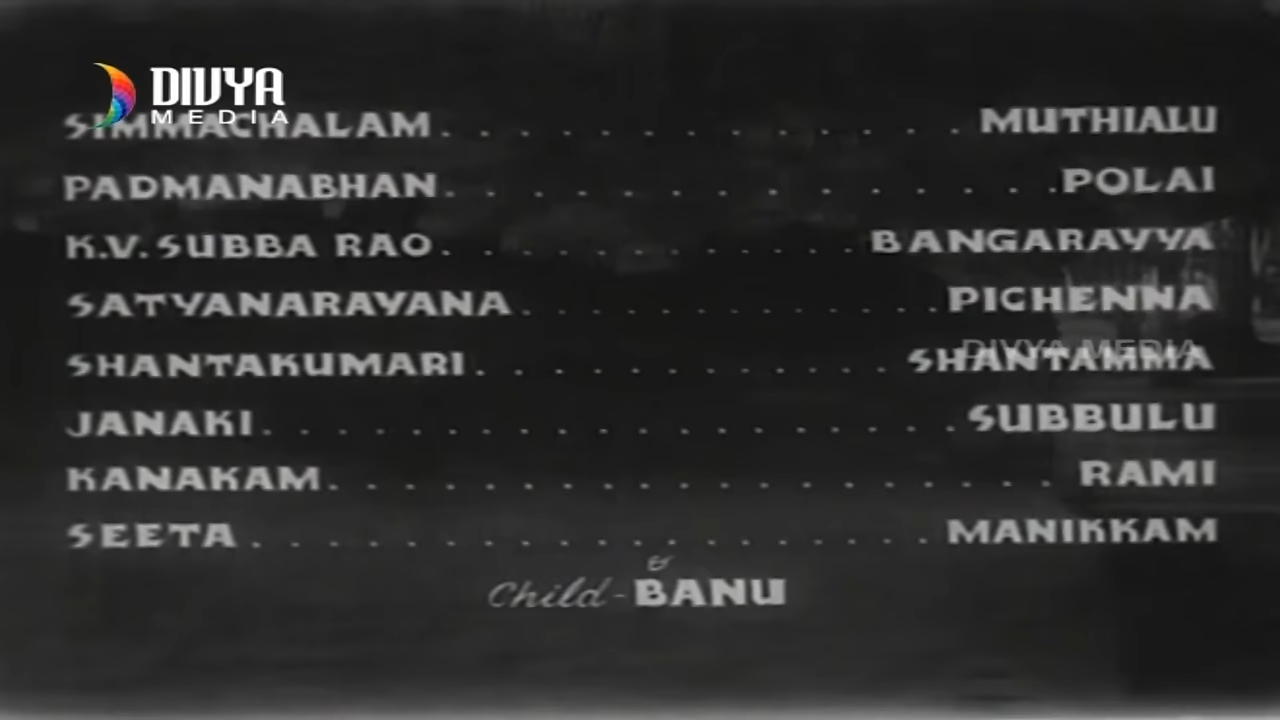 DIVYA
MEDIA
SIMMACHALAM. . . . . . . . . . . . . . MUTHIALU
PADMANABHAN. . . . . . . . . . . . . . . .POLAI
K.V. SUBBA RAO. . . . . . . . . . . BANGARAYYA
SATYANARAYANA. . . . . . . . . . . .PICHENNA
DIVYA MEDIA
SHANTAKUMARI. . . . . . . . . . . SHANTAMMA
JANAKI. . . . . . . . . . . . . . . . . . .SUBBULU
KANAKAM. . . . . . . . . . . . . . . . . . . RAMI
SEETA. . . . . . . . . . . . . . . . . . MANIKKAM
&
Child-BANU